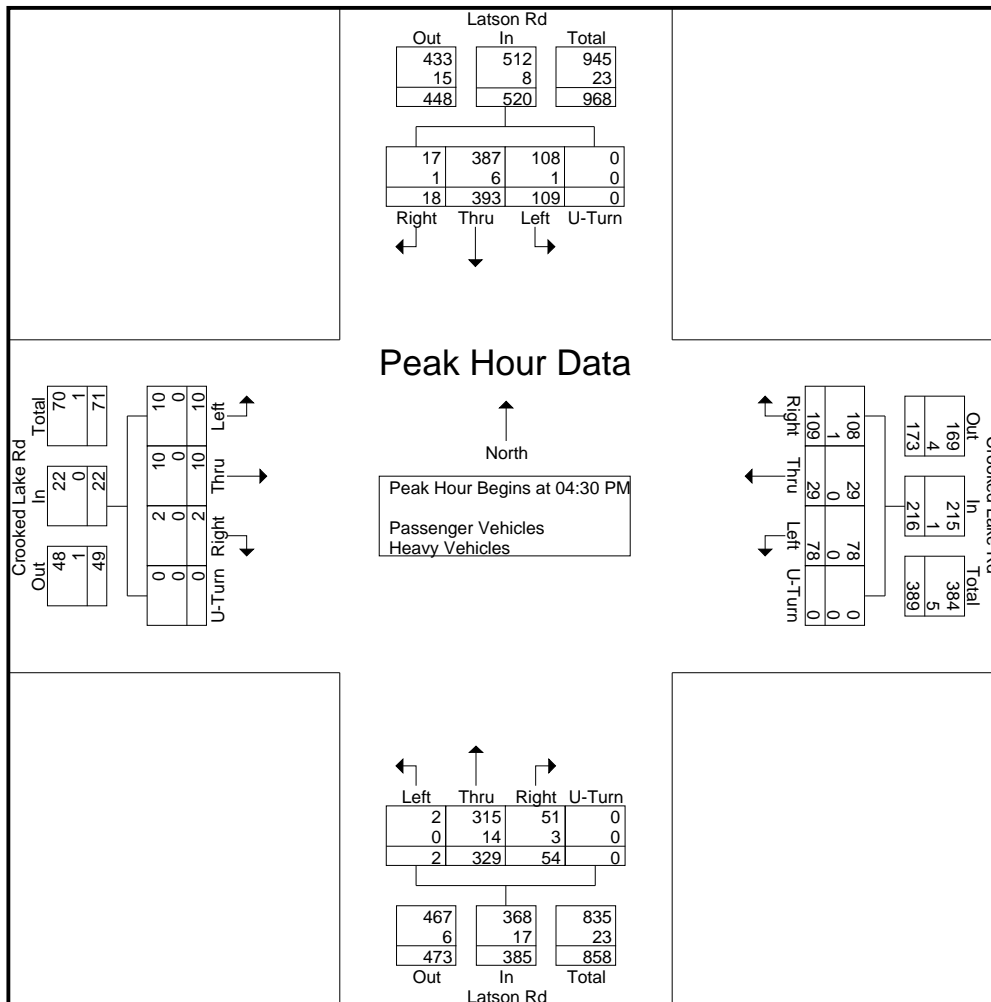 Latson Rd
Out In Total
433 512 945
15 8 23
448 520 968
17 387 108 0
1 6 1 0
18 393 109 0
Right Thru Left U-Turn
Peak Hour Data
North
Peak Hour Begins at 04:30 PM
Passenger Vehicles
Heavy Vehicles
Crooked Lake Rd
Out In Total
49 22 71
1 0 1
48 22 70
10 10 2 0
0 0 0 0
10 10 2 0
Left Thru Right U-Turn
Crooked Lake Rd
Out In Total
169 215 384
4 1 5
173 216 389
108 29 78 0
1 0 0 0
109 29 78 0
Right Thru Left U-Turn
Left Thru Right U-Turn
2 315 51 0
0 14 3 0
2 329 54 0
467 368 835
6 17 23
473 385 858
Out In Total
Latson Rd